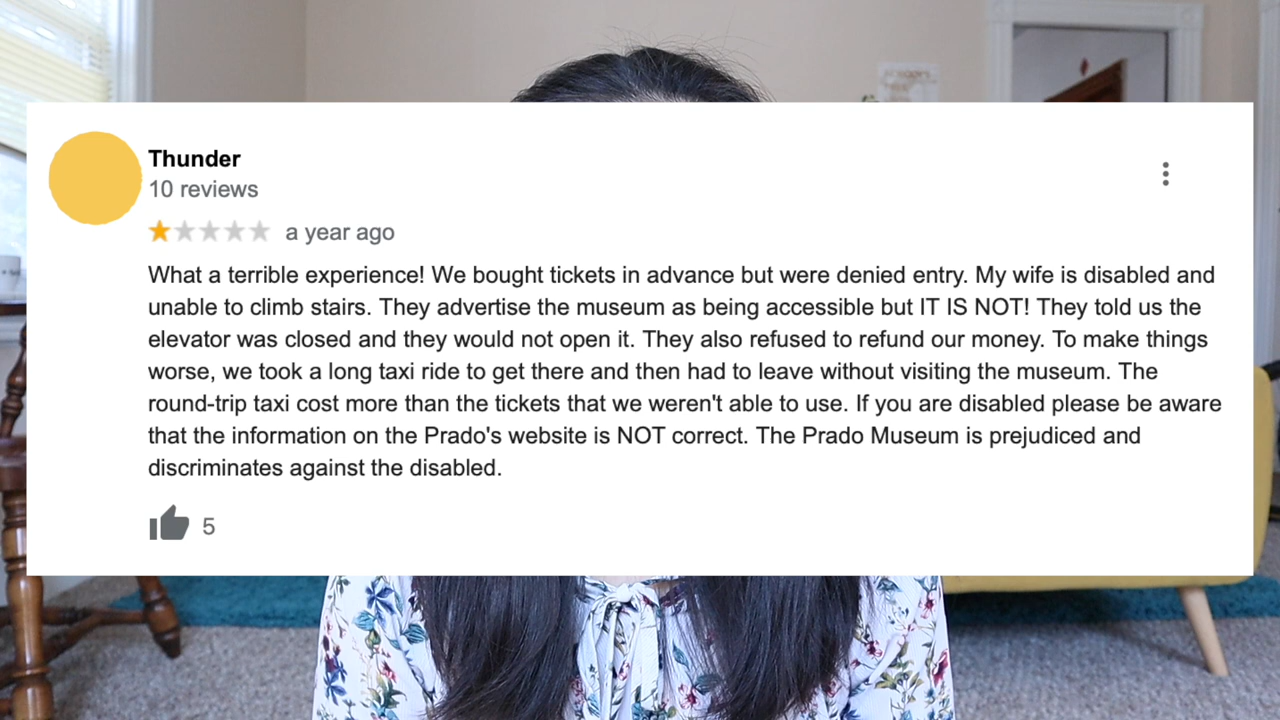 Thunder
10 reviews
a year ago
What a terrible experience! We bought tickets in advance but were denied entry. My wife is disabled and
unable to climb stairs. They advertise the museum as being accessible but IT IS NOT! They told us the
elevator was closed and they would not open it. They also refused to refund our money. To make things
worse, we took a long taxi ride to get there and then had to leave without visiting the museum. The
round-trip taxi cost more than the tickets that we weren't able to use. If you are disabled please be aware
that the information on the Prado's website is NOT correct. The Prado Museum is prejudiced and
discriminates against the disabled.
5